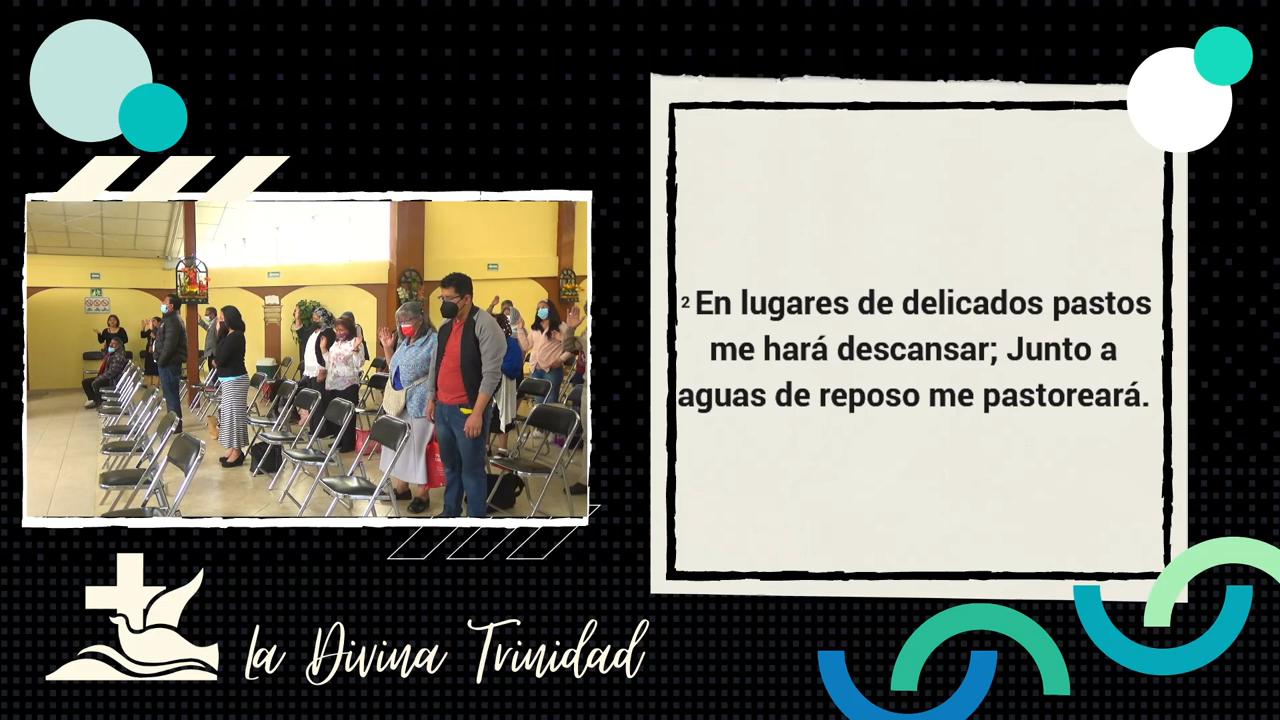 2 En lugares de delicados pastos
me hará descansar; Junto a
aguas de reposo me pastoreará.
La Divina Trinidad